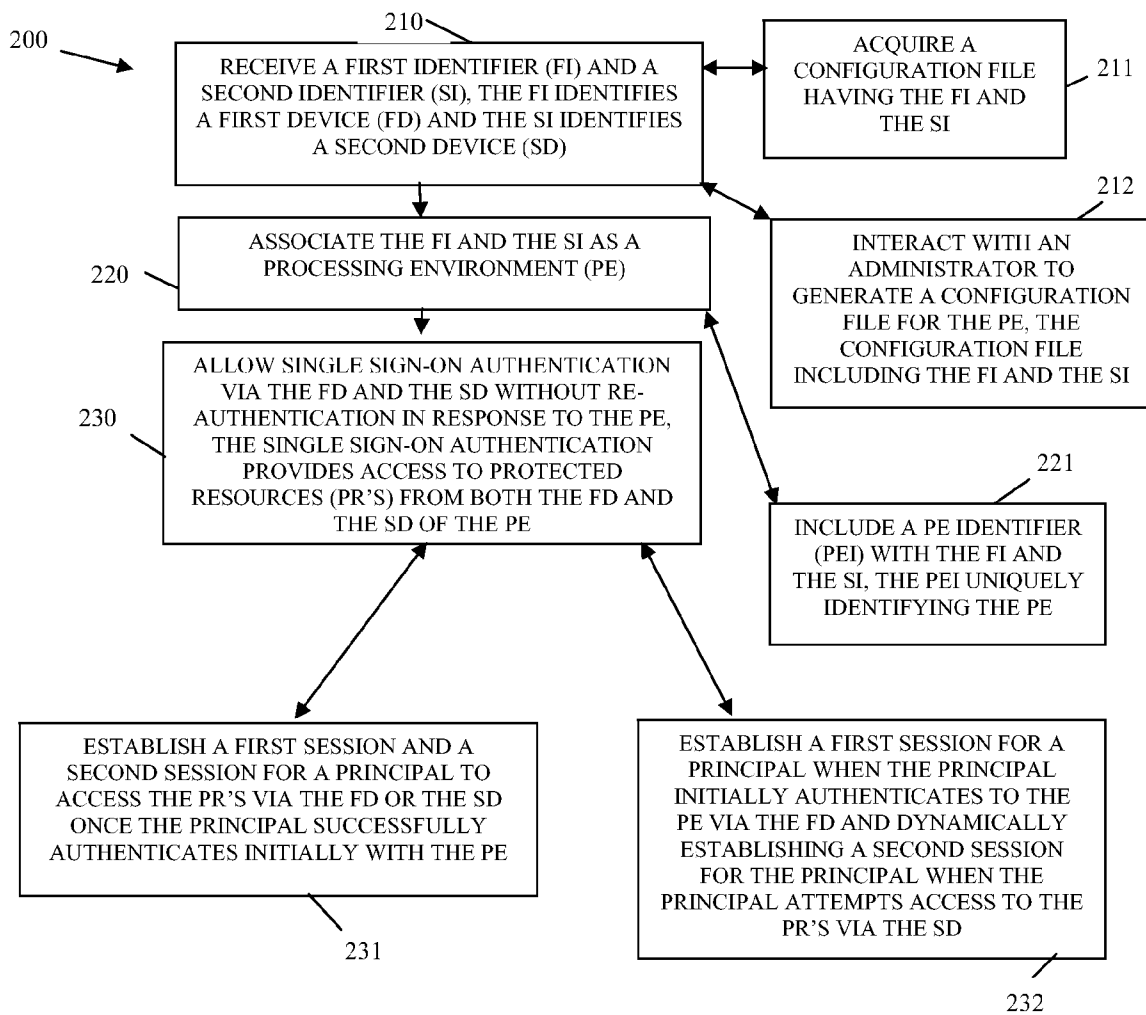 200
210
RECEIVE A FIRST IDENTIFIER (FI) AND A
SECOND IDENTIFIER (SI), THE FI IDENTIFIES
A FIRST DEVICE (FD) AND THE SI IDENTIFIES
A SECOND DEVICE (SD)
ACQUIRE A
CONFIGURATION FILE
HAVING THE FI AND
THE SI
211
212
INTERACT WITH AN
ADMINISTRATOR TO
GENERATE A CONFIGURATION
FILE FOR THE PE, THE
CONFIGURATION FILE
INCLUDING THE FI AND THE SI
ASSOCIATE THE FI AND THE SI AS A
PROCESSING ENVIRONMENT (PE)
220
ALLOW SINGLE SIGN-ON AUTHENTICATION
VIA THE FD AND THE SD WITHOUT RE-
AUTHENTICATION IN RESPONSE TO THE PE,
THE SINGLE SIGN-ON AUTHENTICATION
PROVIDES ACCESS TO PROTECTED
RESOURCES (PR'S) FROM BOTH THE FD AND
THE SD OF THE PE
230
221
INCLUDE A PE IDENTIFIER
(PEI) WITH THE FI AND
THE SI, THE PEI UNIQUELY
IDENTIFYING THE PE
ESTABLISH A FIRST SESSION AND A
SECOND SESSION FOR A PRINCIPAL TO
ACCESS THE PR'S VIA THE FD OR THE SD
ONCE THE PRINCIPAL SUCCESSFULLY
AUTHENTICATES INITIALLY WITH THE PE
231
ESTABLISH A FIRST SESSION FOR A
PRINCIPAL WHEN THE PRINCIPAL
INITIALLY AUTHENTICATES TO THE
PE VIA THE FD AND DYNAMICALLY
ESTABLISHING A SECOND SESSION
FOR THE PRINCIPAL WHEN THE
PRINCIPAL ATTEMPTS ACCESS TO THE
PR'S VIA THE SD
232